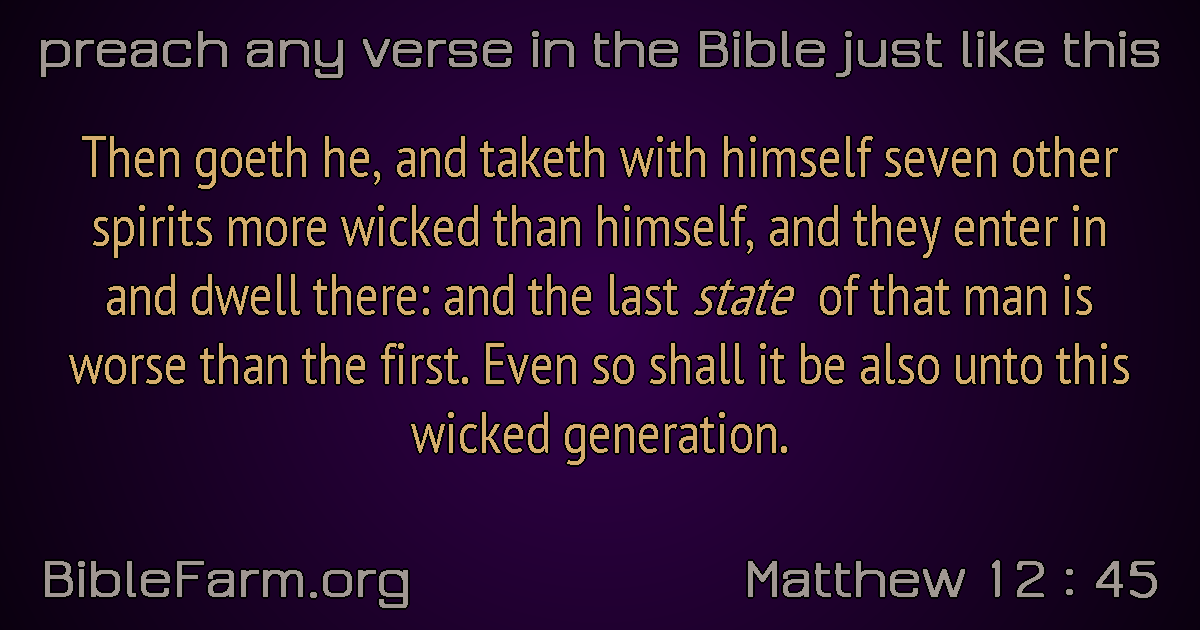 preach any verse in the Bible just like this
Then goeth he, and taketh with himself seven other
spirits more wicked than himself, and they enter in
and dwell there: and the last state of that man is
worse than the first. Even so shall it be also unto this
wicked generation.
BibleFarm.org
Matthew 12 : 45